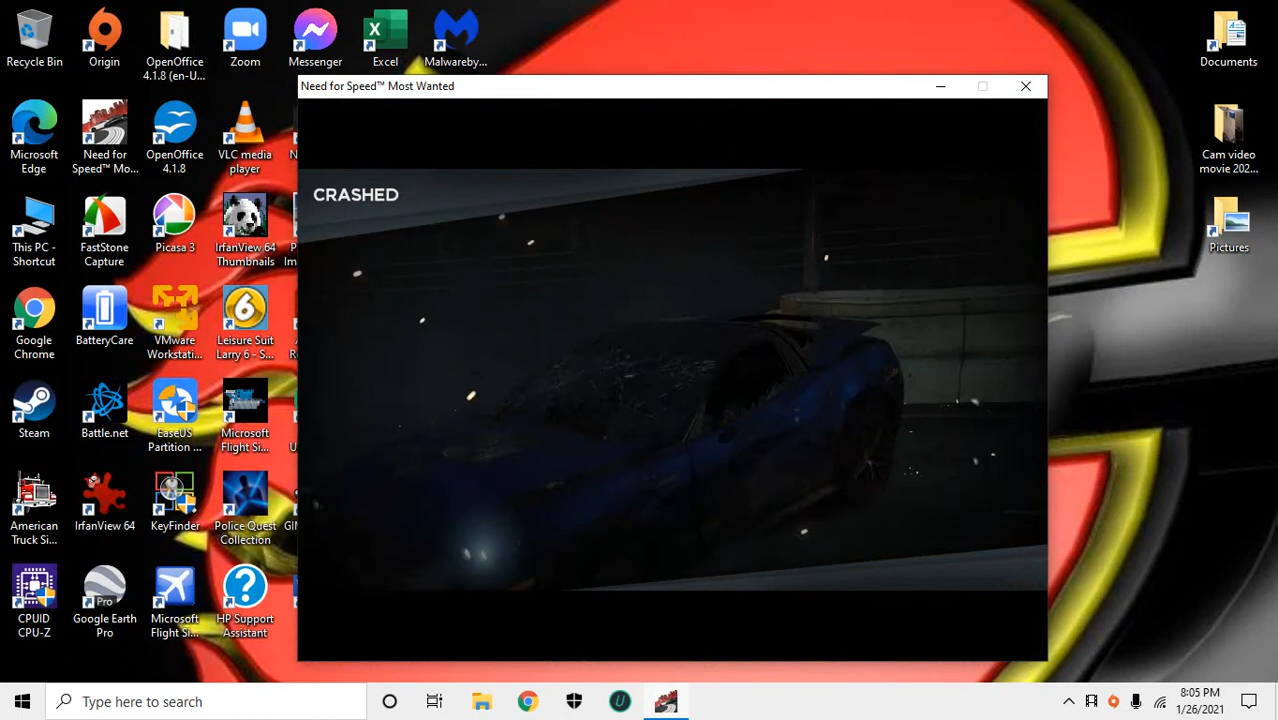 Recycle Bin
Origin
OpenOffice
4.1.8 (en-U...
Zoom
Messenger
Excel
Malwareby...
Documents
Need for Speed™ Most Wanted
CRASHED
Microsoft
Edge
Need for
Speed™ Mo...
OpenOffice
4.1.8
VLC media
player
Cam video
movie 202...
This PC -
Shortcut
FastStone
Capture
Picasa 3
IrfanView 64
Thumbnails
Pictures
Google
Chrome
BatteryCare
VMware
Workstati...
Leisure Suit
Larry 6 - S...
Steam
Battle.net
EaseUS
Partition ...
Microsoft
Flight Si...
American
Truck Si...
IrfanView 64
KeyFinder
Police Quest
Collection
CPUID
CPU-Z
Google Earth
Pro
Microsoft
Flight Si...
HP Support
Assistant
Type here to search
8:05 PM
1/26/2021